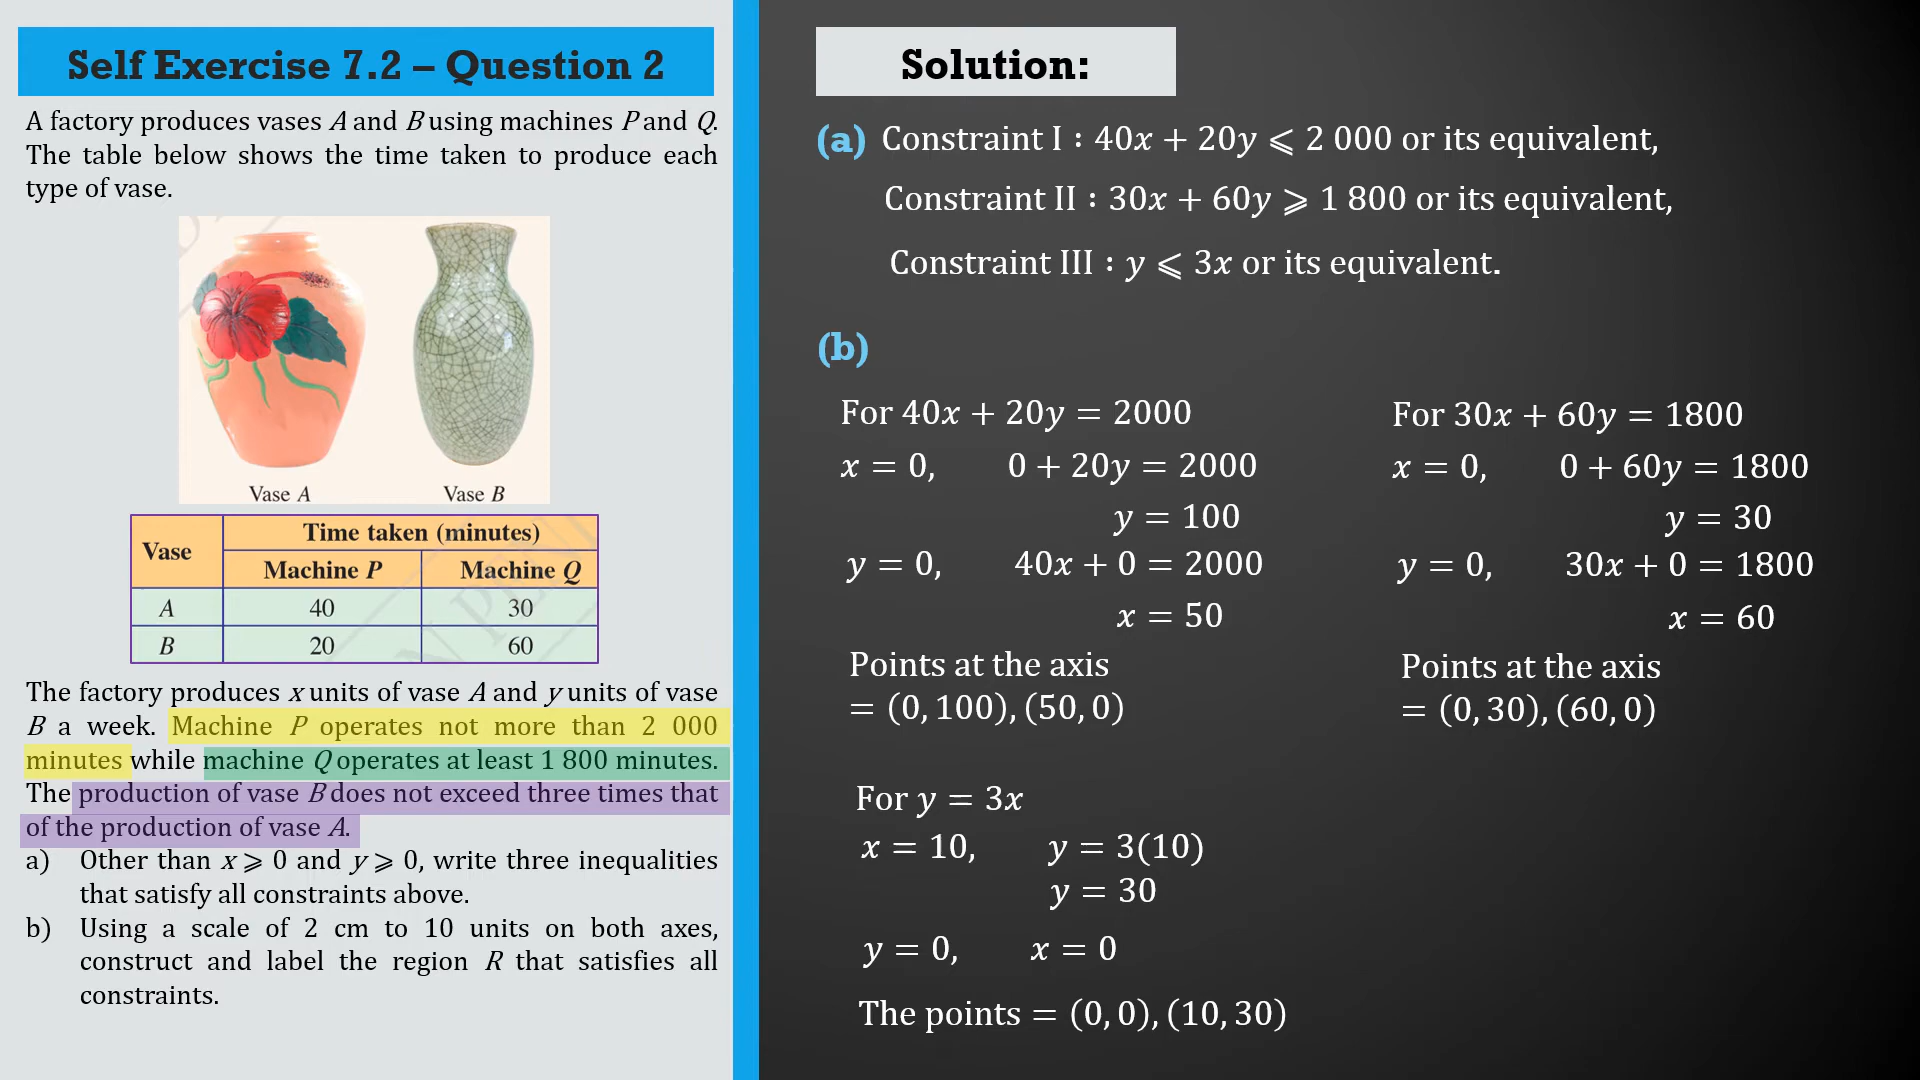 Self Exercise 7.2 – Question 2
A factory produces vases A and B using machines P and Q.
The table below shows the time taken to produce each
type of vase.
Vase A
Vase B
Vase
Time taken (minutes)
Machine P
Machine Q
A
40
30
B
20
60
The factory produces x units of vase A and y units of vase
B a week. Machine P operates not more than 2 000
minutes while machine Q operates at least 1 800 minutes.
The production of vase B does not exceed three times that
of the production of vase A.
a) Other than x ⩾ 0 and y ⩾ 0, write three inequalities
that satisfy all constraints above.
b) Using a scale of 2 cm to 10 units on both axes,
construct and label the region R that satisfies all
constraints.
Solution:
(a) Constraint I : 40x + 20y ⩽ 2 000 or its equivalent,
Constraint II : 30x + 60y ⩾ 1 800 or its equivalent,
Constraint III : y ⩽ 3x or its equivalent.
(b)
For 40x + 20y = 2000
x = 0, 0 + 20y = 2000
y = 100
y = 0, 40x + 0 = 2000
x = 50
Points at the axis
= (0, 100), (50, 0)
For 30x + 60y = 1800
x = 0, 0 + 60y = 1800
y = 30
y = 0, 30x + 0 = 1800
x = 60
Points at the axis
= (0, 30), (60, 0)
For y = 3x
x = 10, y = 3(10)
y = 30
y = 0, x = 0
The points = (0, 0), (10, 30)